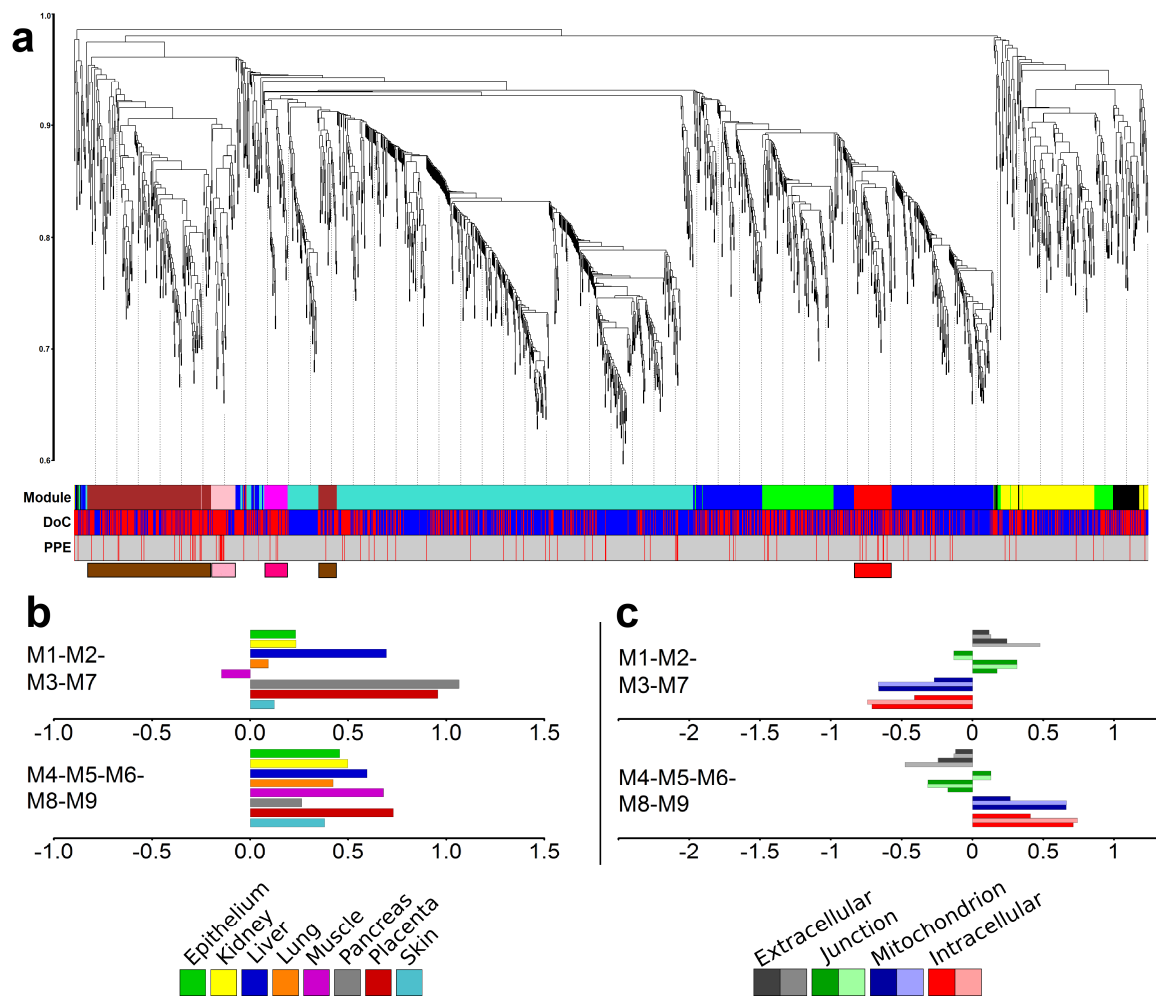 a
1.0
0.9
0.8
0.7
0.6
Module
DoC
PPE
b
M1-M2-
M3-M7
-1.0 -0.5 0.0 0.5 1.0 1.5
M4-M5-M6-
M8-M9
-1.0 -0.5 0.0 0.5 1.0 1.5
Epithelium
Kidney
Liver
Lung
Muscle
Pancreas
Placenta
Skin
c
M1-M2-
M3-M7
-2 -1 -1 -0.5 0 0.5 1
M4-M5-M6-
M8-M9
-2 -1 -1 -0.5 0 0.5 1
Extracellular
Junction
Mitochondrion
Intracellular